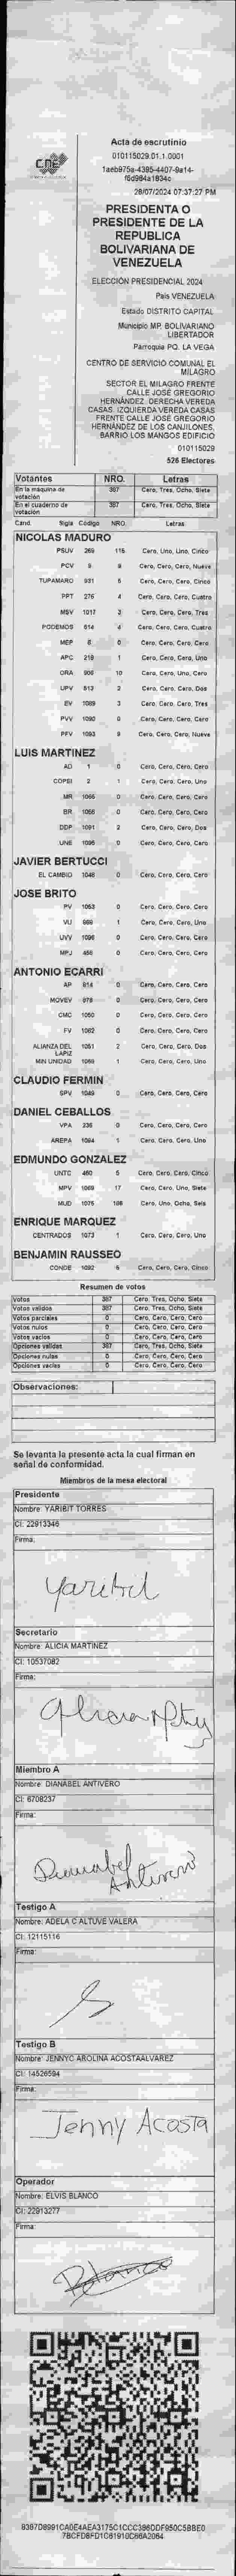 CNE
Acta de escrutinio
010115029.01.1.0001
1aeb975a-4395-4407-9a14-
28/07/2024 07:37:27 PM
PRESIDENTA O
PRESIDENTE DE LA
REPUBLICA
BOLIVARIANA DE
VENEZUELA
ELECCIÓN PRESIDENCIAL 2024
País VENEZUELA
Estado DISTRITO CAPITAL
Municipio MP. BOLIVARIANO
LIBERTADOR
Parroquia PQ. LA VEGA
CENTRO DE SERVICIO COMUNAL EL
MILAGRO
SECTOR EL MILAGRO FRENTE
CALLE JOSÉ GREGORIO
HERNÁNDEZ. DERECHA VEREDA
CASAS. IZQUIERDA VEREDA CASAS
FRENTE CALLE JOSÉ GREGORIO
HERNÁNDEZ DE LOS CANJILONES.
BARRIO LOS MANGOS EDIFICIO
010115029
526 Electores
Votantes NRO. Letras
En la máquina de votación 387 Cero, Tres, Ocho, Siete
En el cuaderno de votación 387 Cero, Tres, Ocho, Siete
Cand. Sigla Código NRO. Letras
NICOLAS MADURO
PSUV 269 115 Cero, Uno, Uno, Cinco
PCV 9 Cero, Cero, Cero, Nueve
TUPAMARO 931 5 Cero, Cero, Cero, Cinco
PPT 276 4 Cero, Cero, Cero, Cuatro
MSV 1017 3 Cero, Cero, Cero, Tres
PODEMOS 614 4 Cero, Cero, Cero, Cuatro
MEP 8 0 Cero, Cero, Cero, Cero
APC 219 1 Cero, Cero, Cero, Uno
ORA 906 10 Cero, Cero, Uno, Cero
UPV 813 2 Cero, Cero, Cero, Dos
EV 1089 3 Cero, Cero, Cero, Tres
PVV 1090 0 Cero, Cero, Cero, Cero
PFV 1093 9 Cero, Cero, Cero, Nueve
LUIS MARTINEZ
AD 1 0 Cero, Cero, Cero, Cero
COPEI 2 1 Cero, Cero, Cero, Uno
MR 1066 0 Cero, Cero, Cero, Cero
BR 0 Cero, Cero, Cero, Cero
DDP 1091 2 Cero, Cero, Cero, Dos
UNE 1095 0 Cero, Cero, Cero, Cero
JAVIER BERTUCCI
EL CAMBIO 1048 0 Cero, Cero, Cero, Cero
JOSE BRITO
PV 1053 0 Cero, Cero, Cero, Cero
VU 1 Cero, Cero, Cero, Uno
UVV 1096 0 Cero, Cero, Cero, Cero
MPJ 456 0 Cero, Cero, Cero, Cero
ANTONIO ECARRI
AP 814 0 Cero, Cero, Cero, Cero
MOVEV 978 0 Cero, Cero, Cero, Cero
CMC 1050 0 Cero, Cero, Cero, Cero
FV 1062 0 Cero, Cero, Cero, Cero
ALIANZA DEL LAPIZ 1051 2 Cero, Cero, Cero, Dos
MIN UNIDAD 1069 1 Cero, Cero, Cero, Uno
CLAUDIO FERMIN
SPV 1049 0 Cero, Cero, Cero, Cero
DANIEL CEBALLOS
VPA 335 0 Cero, Cero, Cero, Cero
AREPA 1084 1 Cero, Cero, Cero, Uno
EDMUNDO GONZALEZ
UNTC 460 5 Cero, Cero, Cero, Cinco
MPV 17 Cero, Cero, Uno, Siete
MUD 1075 186 Cero, Uno, Ocho, Seis
ENRIQUE MARQUEZ
CENTRADOS 1073 1 Cero, Cero, Cero, Uno
BENJAMIN RAUSSEO
CONDE 1092 5 Cero, Cero, Cero, Cinco
Resumen de votos
Votos 387 Cero, Tres, Ocho, Siete
Votos válidos 387 Cero, Tres, Ocho, Siete
Votos parciales 0 Cero, Cero, Cero, Cero
Votos nulos 0 Cero, Cero, Cero, Cero
Votos vacíos 0 Cero, Cero, Cero, Cero
Opciones válidas 387 Cero, Tres, Ocho, Siete
Opciones nulas 0 Cero, Cero, Cero, Cero
Opciones vacías 0 Cero, Cero, Cero, Cero
Observaciones:
Se levanta la presente acta la cual firman en
señal de conformidad.
Miembros de la mesa electoral
Presidente
Nombre: YARIBIT TORRES
CI: 22913346
Firma:
Yaribit
Secretario
Nombre: ALICIA MARTINEZ
CI: 10537082
Firma:
Alicia
Miembro A
Nombre: DIANABEL ANTIVERO
CI: 6708237
Firma:
Dianabel
Antivero
Testigo A
Nombre: ADELA C ALTUVE VALERA
CI: 12115116
Firma:
Testigo B
Nombre: JENNYC AROLINA ACOSTAALVAREZ
CI: 14526594
Firma:
Jenny Acosta
Operador
Nombre: ELVIS BLANCO
CI: 22913277
Firma:
Blanco